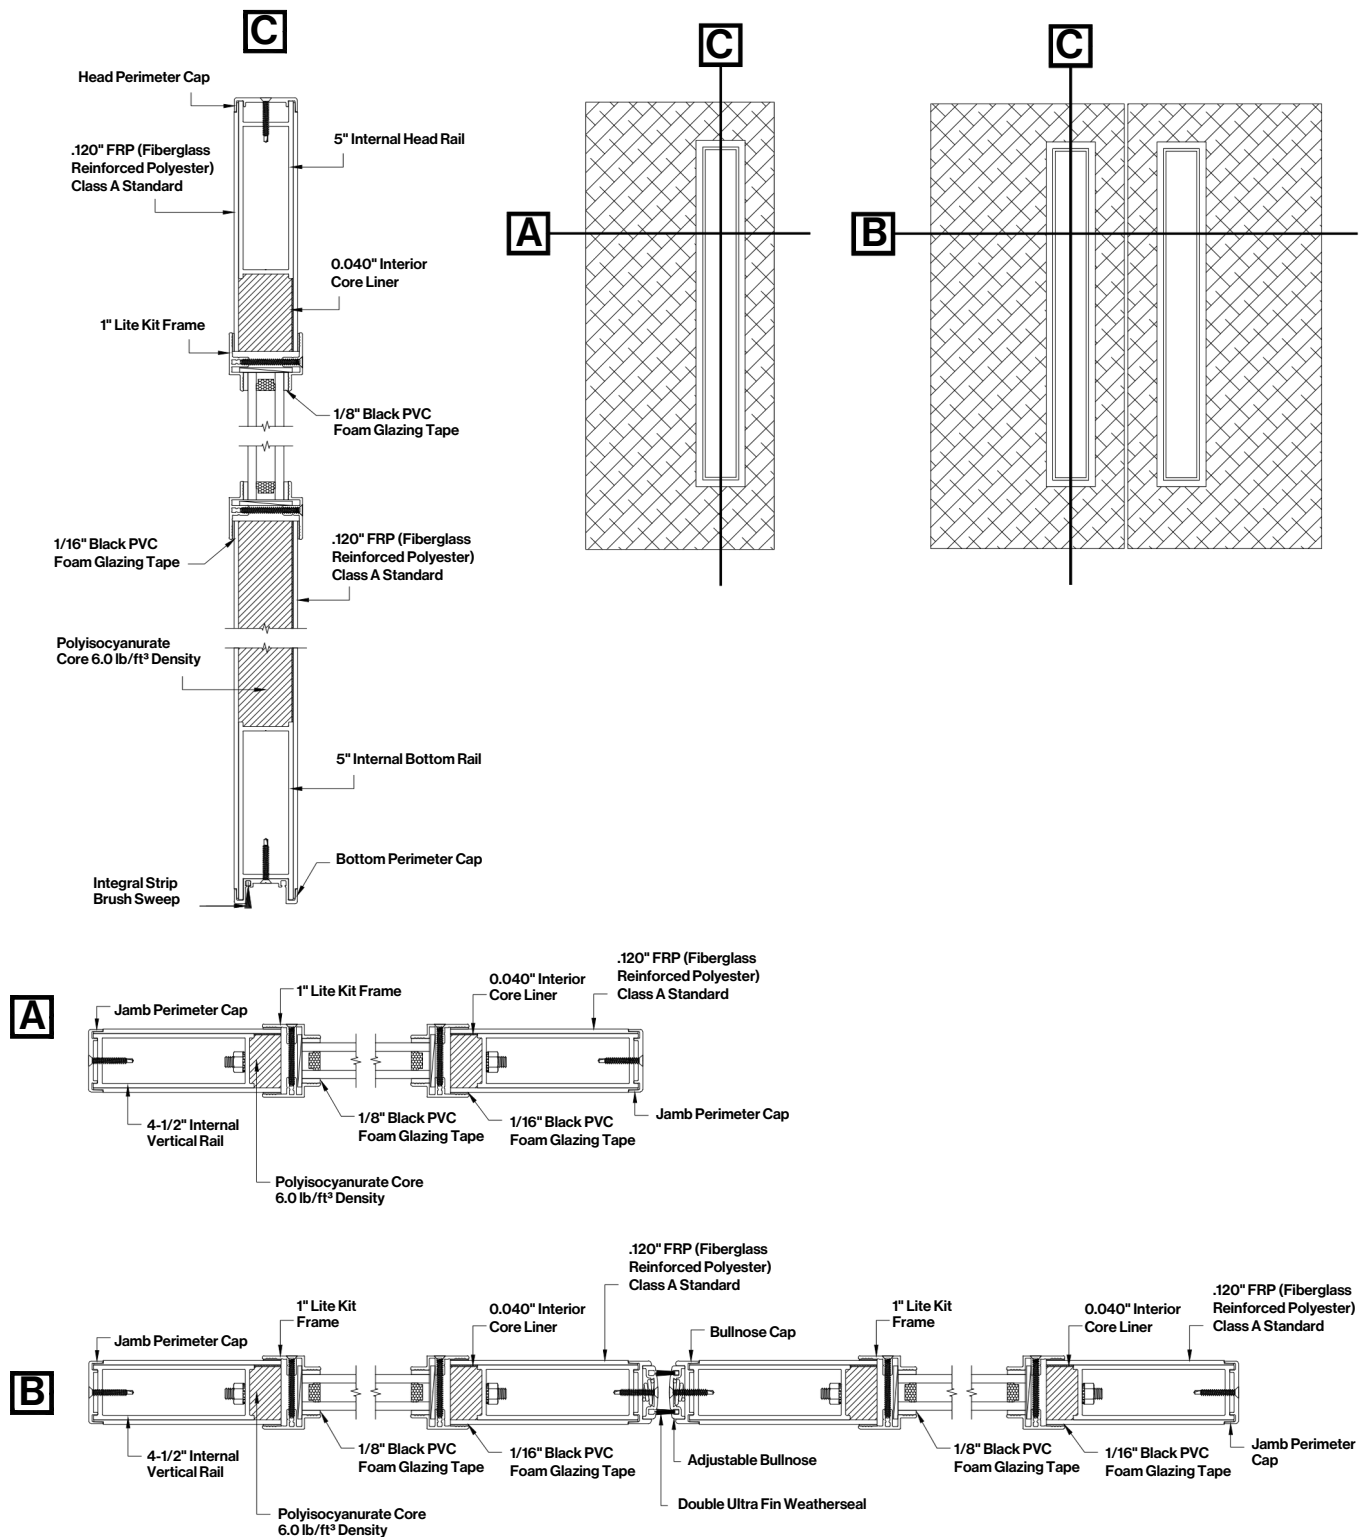 C
Head Perimeter Cap
.120" FRP (Fiberglass
Reinforced Polyester)
Class A Standard
5" Internal Head Rail
0.040" Interior
Core Liner
1" Lite Kit Frame
1/8" Black PVC
Foam Glazing Tape
1/16" Black PVC
Foam Glazing Tape
.120" FRP (Fiberglass
Reinforced Polyester)
Class A Standard
Polyisocyanurate
Core 6.0 lb/ft³ Density
5" Internal Bottom Rail
Bottom Perimeter Cap
Integral Strip
Brush Sweep
C
A
C
B
A
Jamb Perimeter Cap
1" Lite Kit Frame
0.040" Interior
Core Liner
.120" FRP (Fiberglass
Reinforced Polyester)
Class A Standard
4-1/2" Internal
Vertical Rail
1/8" Black PVC
Foam Glazing Tape
1/16" Black PVC
Foam Glazing Tape
Jamb Perimeter Cap
Polyisocyanurate Core
6.0 lb/ft³ Density
B
Jamb Perimeter Cap
1" Lite Kit
Frame
0.040" Interior
Core Liner
.120" FRP (Fiberglass
Reinforced Polyester)
Class A Standard
Bullnose Cap
1" Lite Kit
Frame
0.040" Interior
Core Liner
.120" FRP (Fiberglass
Reinforced Polyester)
Class A Standard
4-1/2" Internal
Vertical Rail
1/8" Black PVC
Foam Glazing Tape
1/16" Black PVC
Foam Glazing Tape
Adjustable Bullnose
Double Ultra Fin Weatherseal
1/8" Black PVC
Foam Glazing Tape
1/16" Black PVC
Foam Glazing Tape
Jamb Perimeter
Cap
Polyisocyanurate Core
6.0 lb/ft³ Density